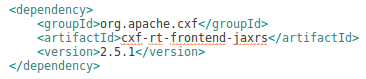 <dependency>
    <groupId>org.apache.cxf</groupId>
    <artifactId>cxf-rt-frontend-jaxrs</artifactId>
    <version>2.5.1</version>
</dependency>